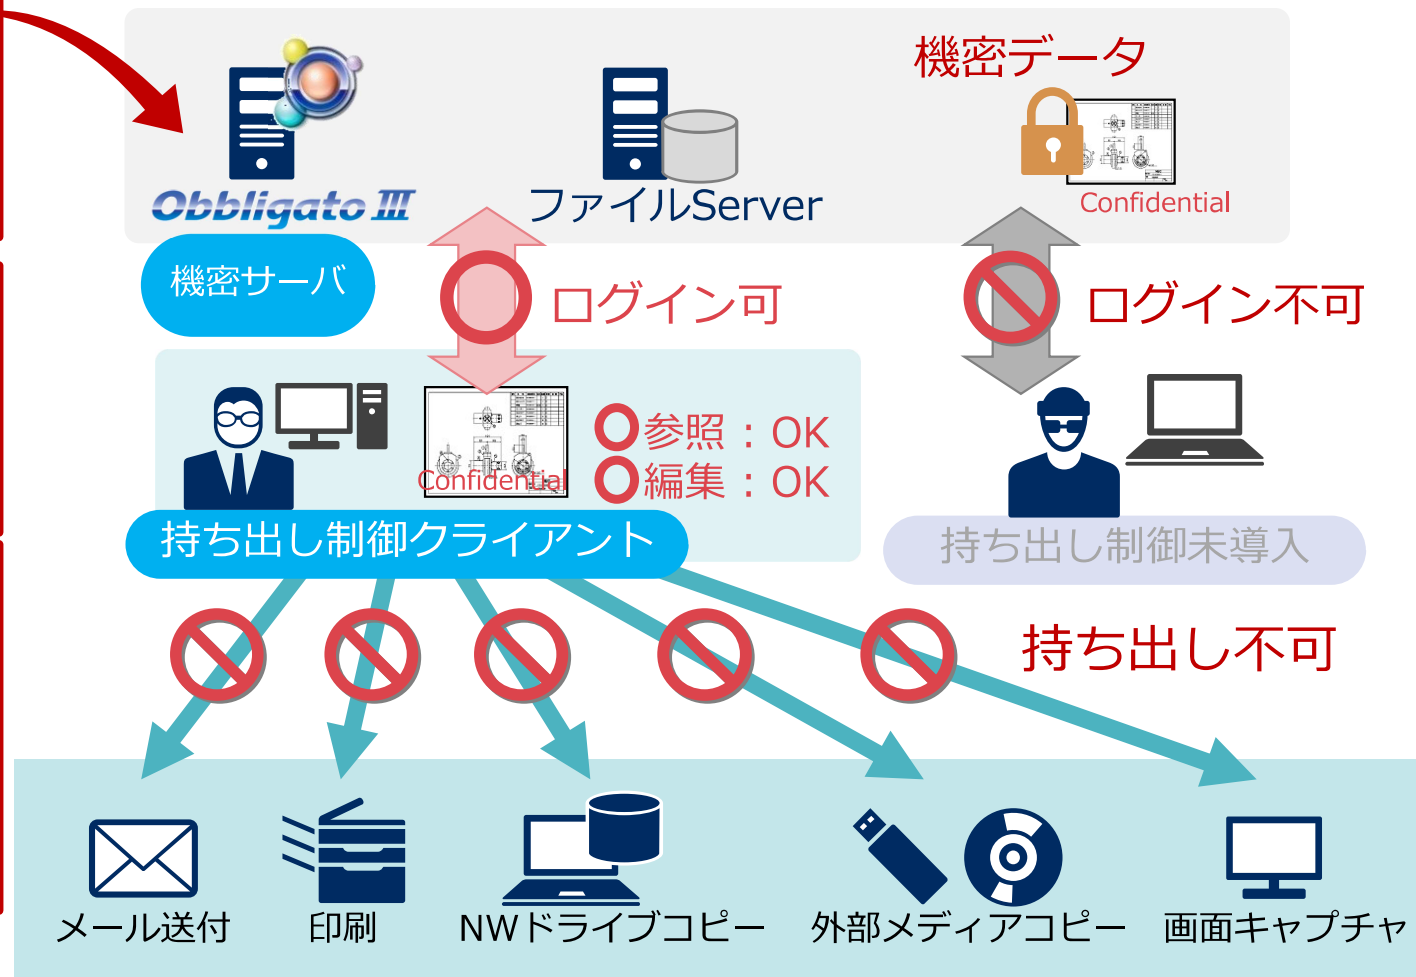 機密データ
Obbligato III
ファイルServer
Confidential
機密サーバ
ログイン可
ログイン不可
参照：OK
編集：OK
Confidential
持ち出し制御クライアント
持ち出し制御未導入
持ち出し不可
メール送付
印刷
NWドライブコピー
外部メディアコピー
画面キャプチャ